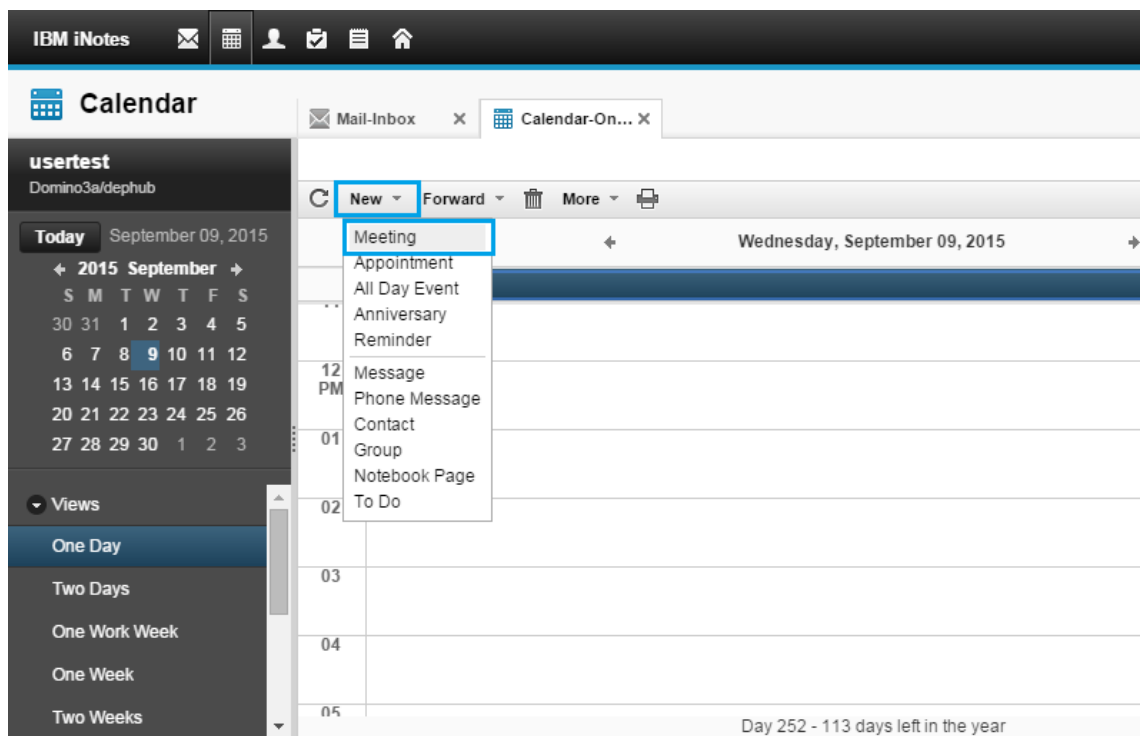 IBM iNotes
Calendar
Mail-Inbox
Calendar-On...
usertest
Domino3a/dephub
New
Forward
More
Today September 09, 2015
2015 September
S M T W T F S
30 31 1 2 3 4 5
6 7 8 9 10 11 12
13 14 15 16 17 18 19
20 21 22 23 24 25 26
27 28 29 30 1 2 3
Views
One Day
Two Days
One Work Week
One Week
Two Weeks
Meeting
Appointment
All Day Event
Anniversary
Reminder
Message
Phone Message
Contact
Group
Notebook Page
To Do
Wednesday, September 09, 2015
12
PM
01
02
03
04
05
Day 252 - 113 days left in the year